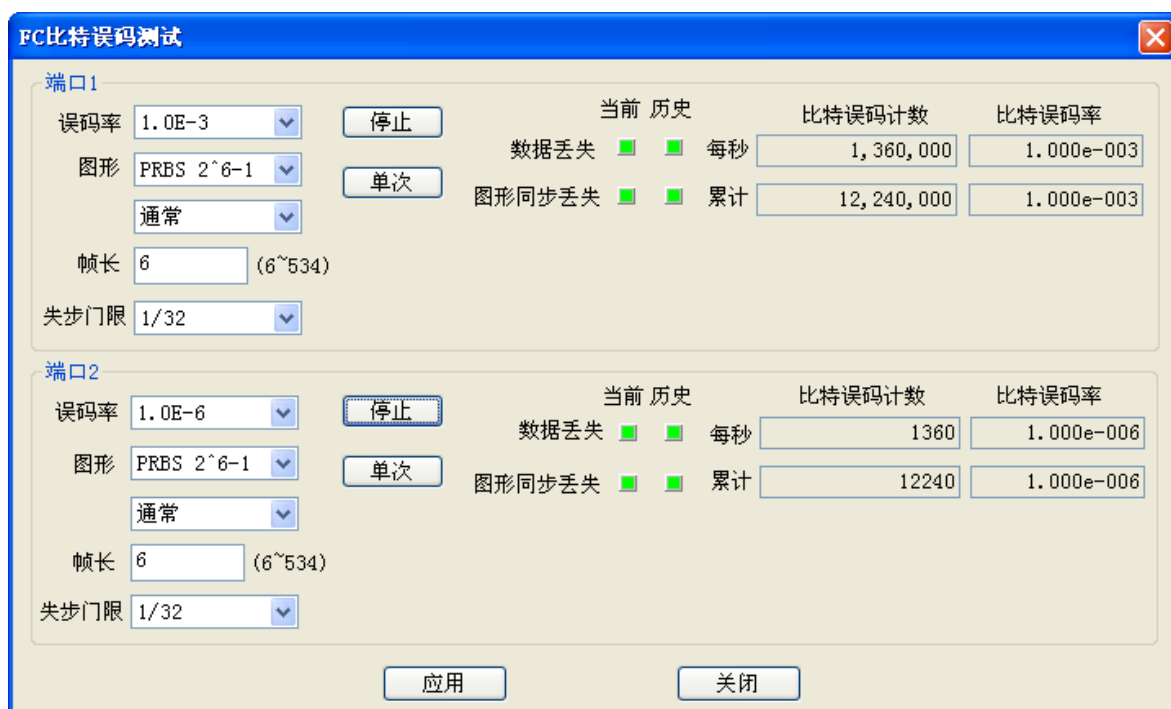 FC比特误码测试
端口1
当前 历史 比特误码计数 比特误码率
误码率 1.0E-3 停止
数据丢失 每秒 1,360,000 1.000e-003
图形 PRBS 2^6-1 单次
图形同步丢失 累计 12,240,000 1.000e-003
通常
帧长 6 (6~534)
失步门限 1/32
端口2
当前 历史 比特误码计数 比特误码率
误码率 1.0E-6 停止
数据丢失 每秒 1360 1.000e-006
图形 PRBS 2^6-1 单次
图形同步丢失 累计 12240 1.000e-006
通常
帧长 6 (6~534)
失步门限 1/32
应用 关闭